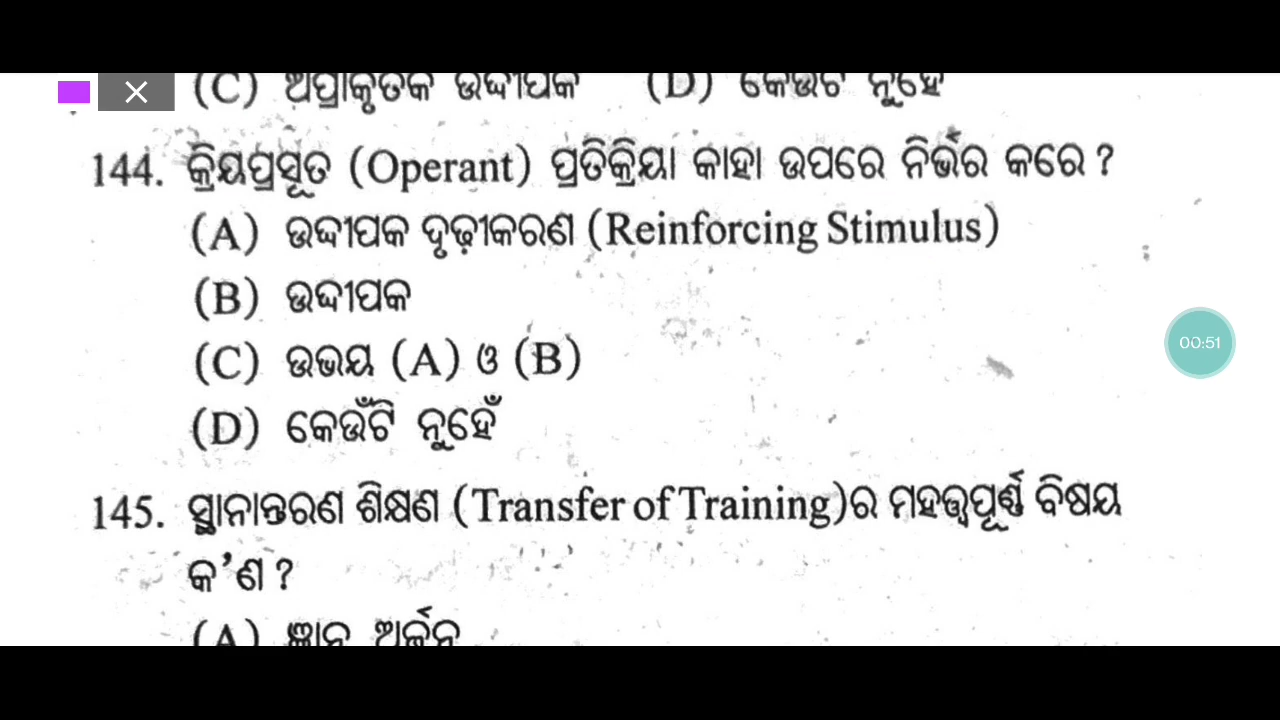 (C) ଅପ୍ରାକୃତିକ ଉଦ୍ଦୀପକ (D) କେଉଁଟି ନୁହେଁ
144. କ୍ରିୟପ୍ରସୂତ (Operant) ପ୍ରତିକ୍ରିୟା କାହା ଉପରେ ନିର୍ଭର କରେ ?
(A) ଉଦ୍ଦୀପକ ଦୃଢ଼ୀକରଣ (Reinforcing Stimulus)
(B) ଉଦ୍ଦୀପକ
(C) ଉଭୟ (A) ଓ (B)
(D) କେଉଁଟି ନୁହେଁ
00:51
145. ସ୍ଥାନାନ୍ତରଣ ଶିକ୍ଷଣ (Transfer of Training)ର ମହତ୍ତ୍ୱପୂର୍ଣ୍ଣ ବିଷୟ
କ'ଣ ?
(A) ଜ୍ଞାନ ଅର୍ଜନ